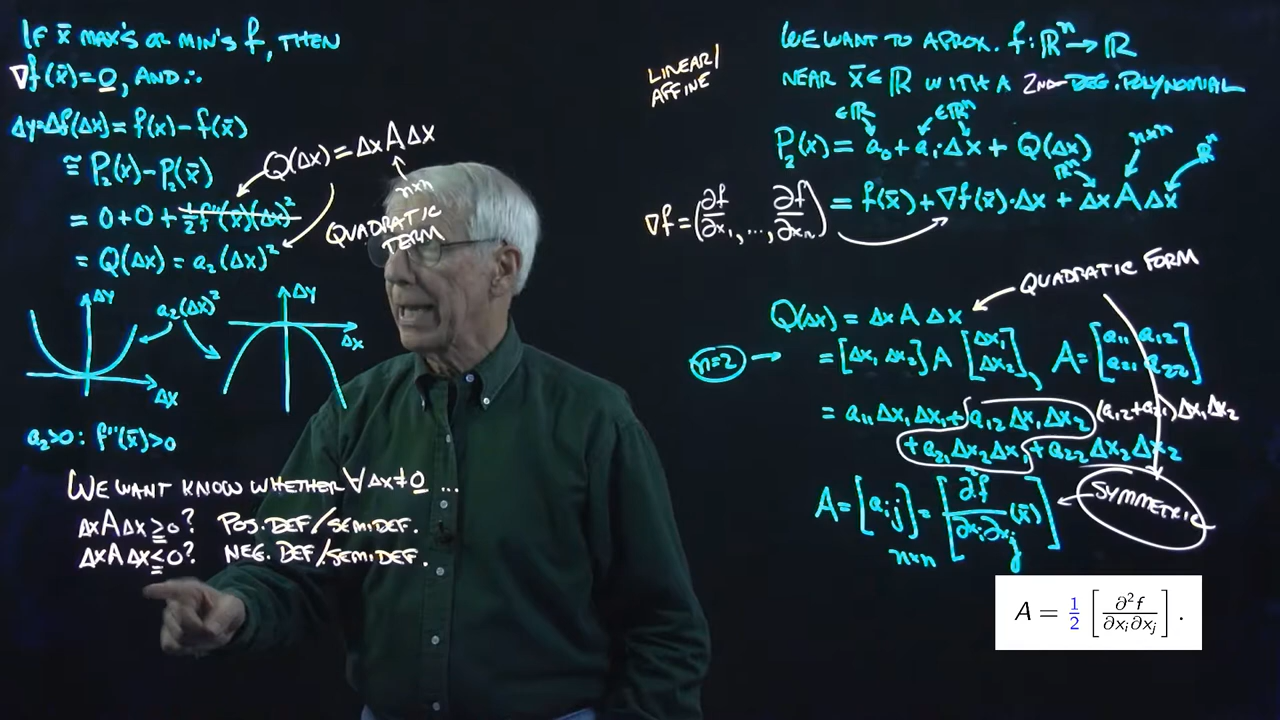 IF x̄ MAX'S OR MIN'S f, THEN
∇f(x̄)=0, AND ∴
Δy=Δf(Δx)= f(x)-f(x̄)
≅ P₂(x)-P₂(x̄)
= 0+0+½f"(x̄)(Δx)²
= Q(Δx) = a₂(Δx)²
Q(Δx)=ΔxAΔx
n×n
QUADRATIC
TERM
Δy
a₂(Δx)²
Δx
Δy
Δx
a₂>0: f"(x̄)>0
WE WANT KNOW WHETHER ∀Δx≠0 ...
ΔxAΔx≥0? POS. DEF/SEMIDEF.
ΔxAΔx≤0? NEG. DEF/SEMIDEF.
LINEAR/
AFFINE
WE WANT TO APROX. f: ℝⁿ→ℝ
NEAR x̄∈ℝ WITH A 2ND-DEG. POLYNOMIAL
∈ℝ ∈ℝⁿ
P₂(x)= a₀+a₁·Δx+ Q(Δx)
n×n
ℝⁿ ℝⁿ
∇f=(∂f/∂x₁,...,∂f/∂xₙ) = f(x̄)+∇f(x̄)·Δx + ΔxAΔx
QUADRATIC FORM
Q(Δx) = Δx A Δx
n=2 → =[Δx₁ Δx₂] A [Δx₁ Δx₂], A=[a₁₁ a₁₂ a₂₁ a₂₂]
= a₁₁Δx₁Δx₁+a₁₂Δx₁Δx₂ (a₁₂+a₂₁)Δx₁Δx₂
+a₂₁Δx₂Δx₁+a₂₂Δx₂Δx₂
A=[aᵢⱼ]=[∂²f/∂xᵢ∂xⱼ(x̄)]
SYMMETRIC
n×n
A = ½ [∂²f/∂xᵢ∂xⱼ].